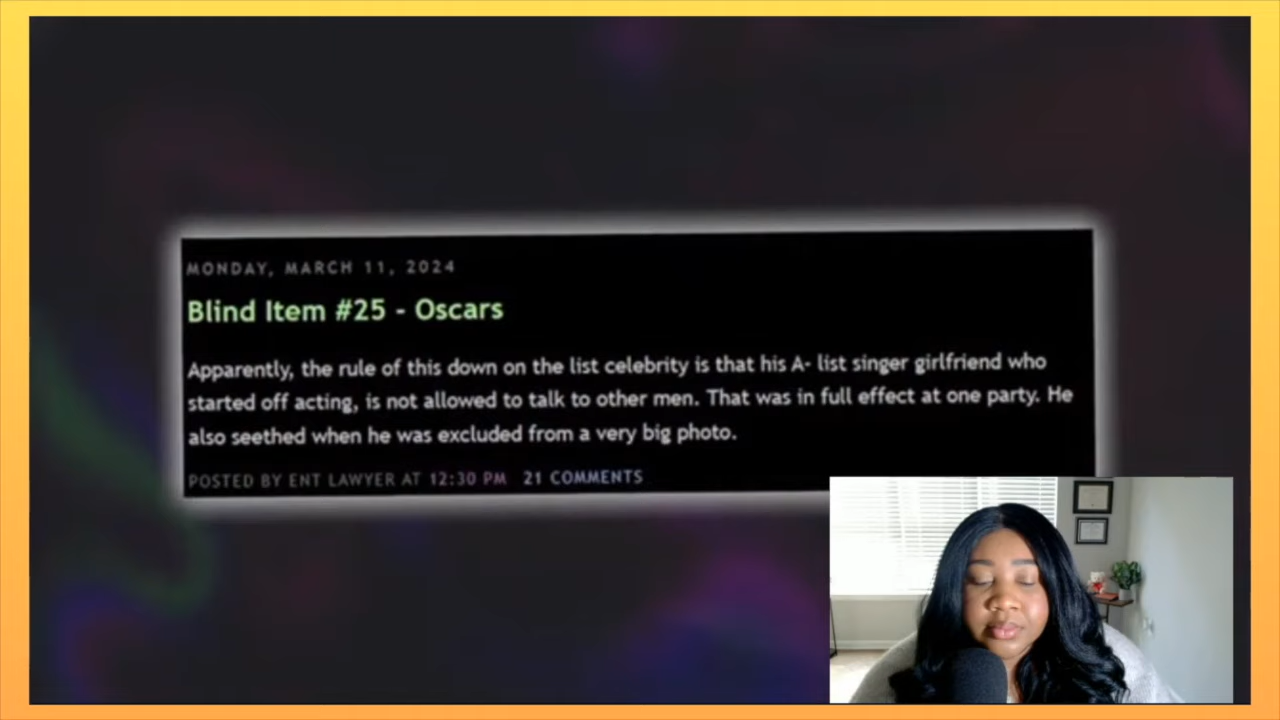 MONDAY, MARCH 11, 2024
Blind Item #25 - Oscars
Apparently, the rule of this down on the list celebrity is that his A- list singer girlfriend who
started off acting, is not allowed to talk to other men. That was in full effect at one party. He
also seethed when he was excluded from a very big photo.
POSTED BY ENT LAWYER AT 12:30 PM 21 COMMENTS